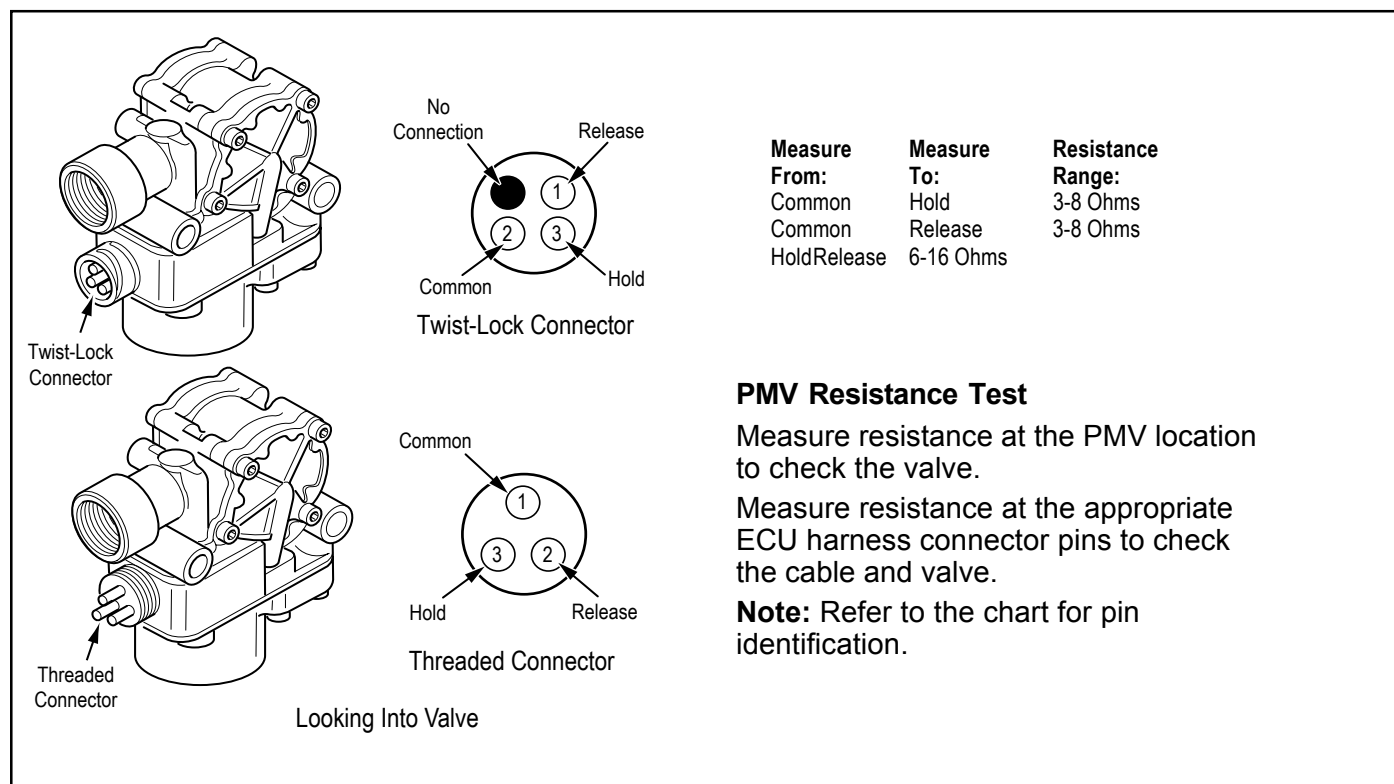 No
Connection
Release
1
2
3
Common
Hold
Twist-Lock Connector
Twist-Lock
Connector
Measure Measure Resistance
From: To: Range:
Common Hold 3-8 Ohms
Common Release 3-8 Ohms
HoldRelease 6-16 Ohms
Common
1
3
2
Hold
Release
Threaded Connector
Threaded
Connector
Looking Into Valve
PMV Resistance Test
Measure resistance at the PMV location
to check the valve.
Measure resistance at the appropriate
ECU harness connector pins to check
the cable and valve.
Note: Refer to the chart for pin
identification.